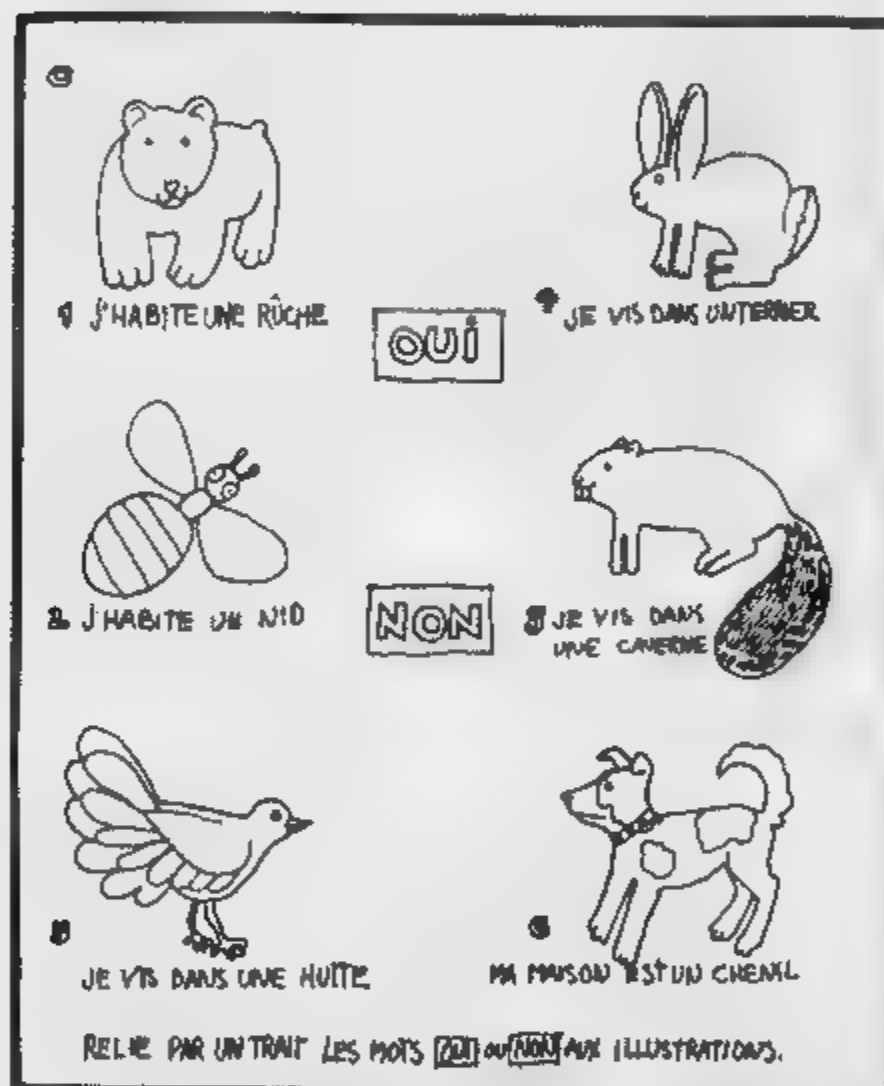 1 J'HABITE UNE RÛCHE
JE VIS DANS UN TERRIER
OUI
2 J'HABITE UN NID
NON
5 JE VIS DANS
UNE CAVERNE
JE VIS DANS UNE HUTTE
MA MAISON EST UN CHENIL
RELIE PAR UN TRAIT LES MOTS OUI OU NON AUX ILLUSTRATIONS.